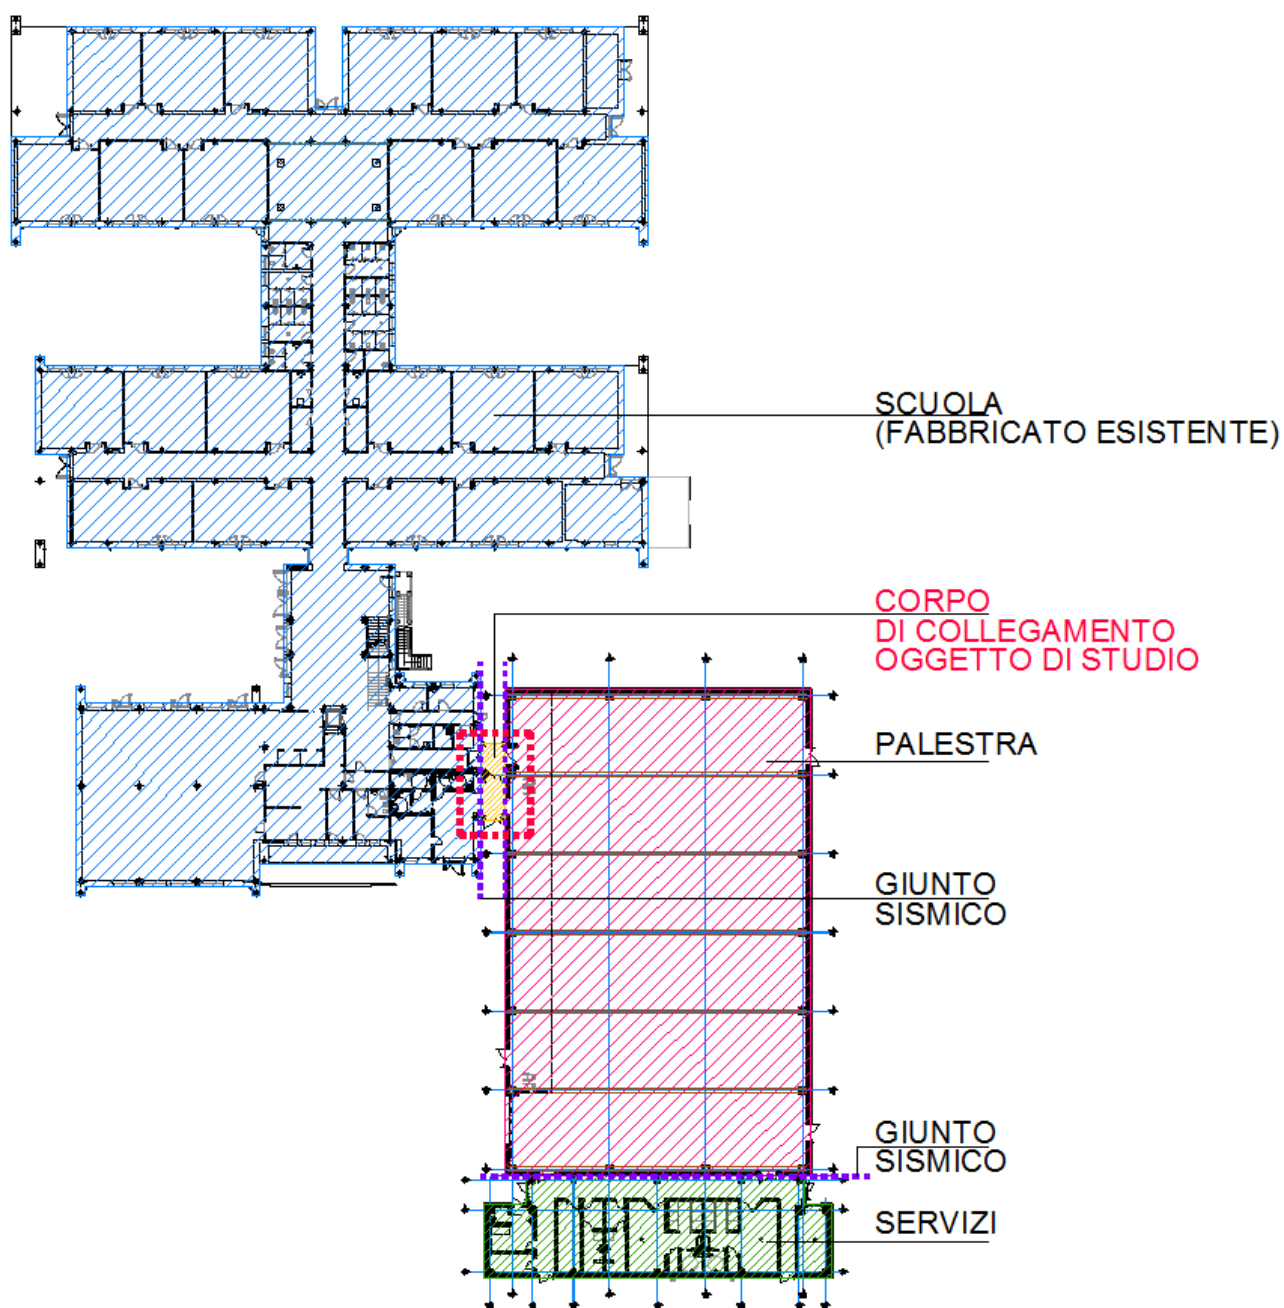 SCUOLA
(FABBRICATO ESISTENTE)
CORPO
DI COLLEGAMENTO
OGGETTO DI STUDIO
PALESTRA
GIUNTO
SISMICO
GIUNTO
SISMICO
SERVIZI